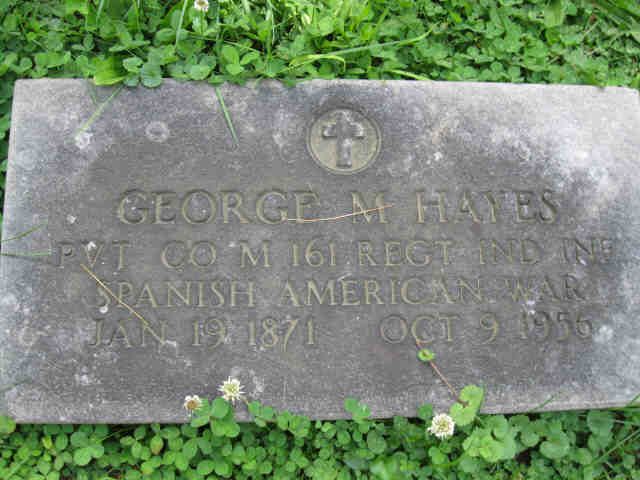 GEORGE M HAYES
PVT CO M 161 REGT IND INF
SPANISH AMERICAN WAR
JAN 19 1871 OCT 9 1956